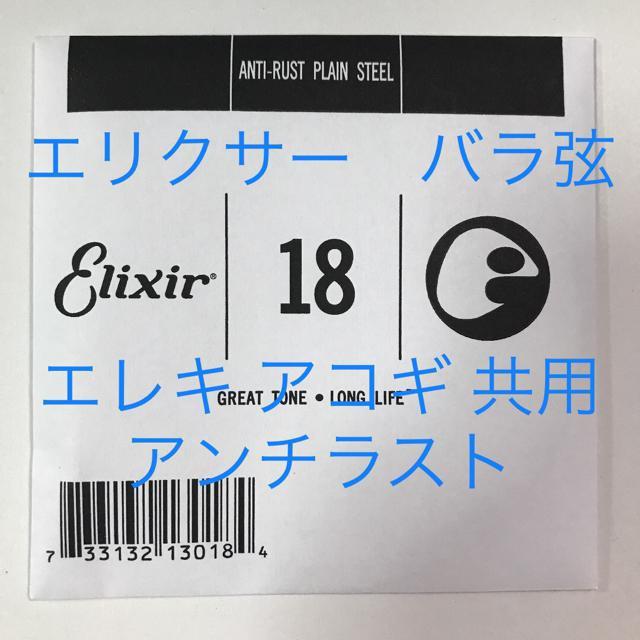 ANTI-RUST PLAIN STEEL
エリクサー　バラ弦
Elixir® 18
エレキ アコギ 共用
GREAT TONE • LONG LIFE™
アンチラスト
7 33132 13018 4